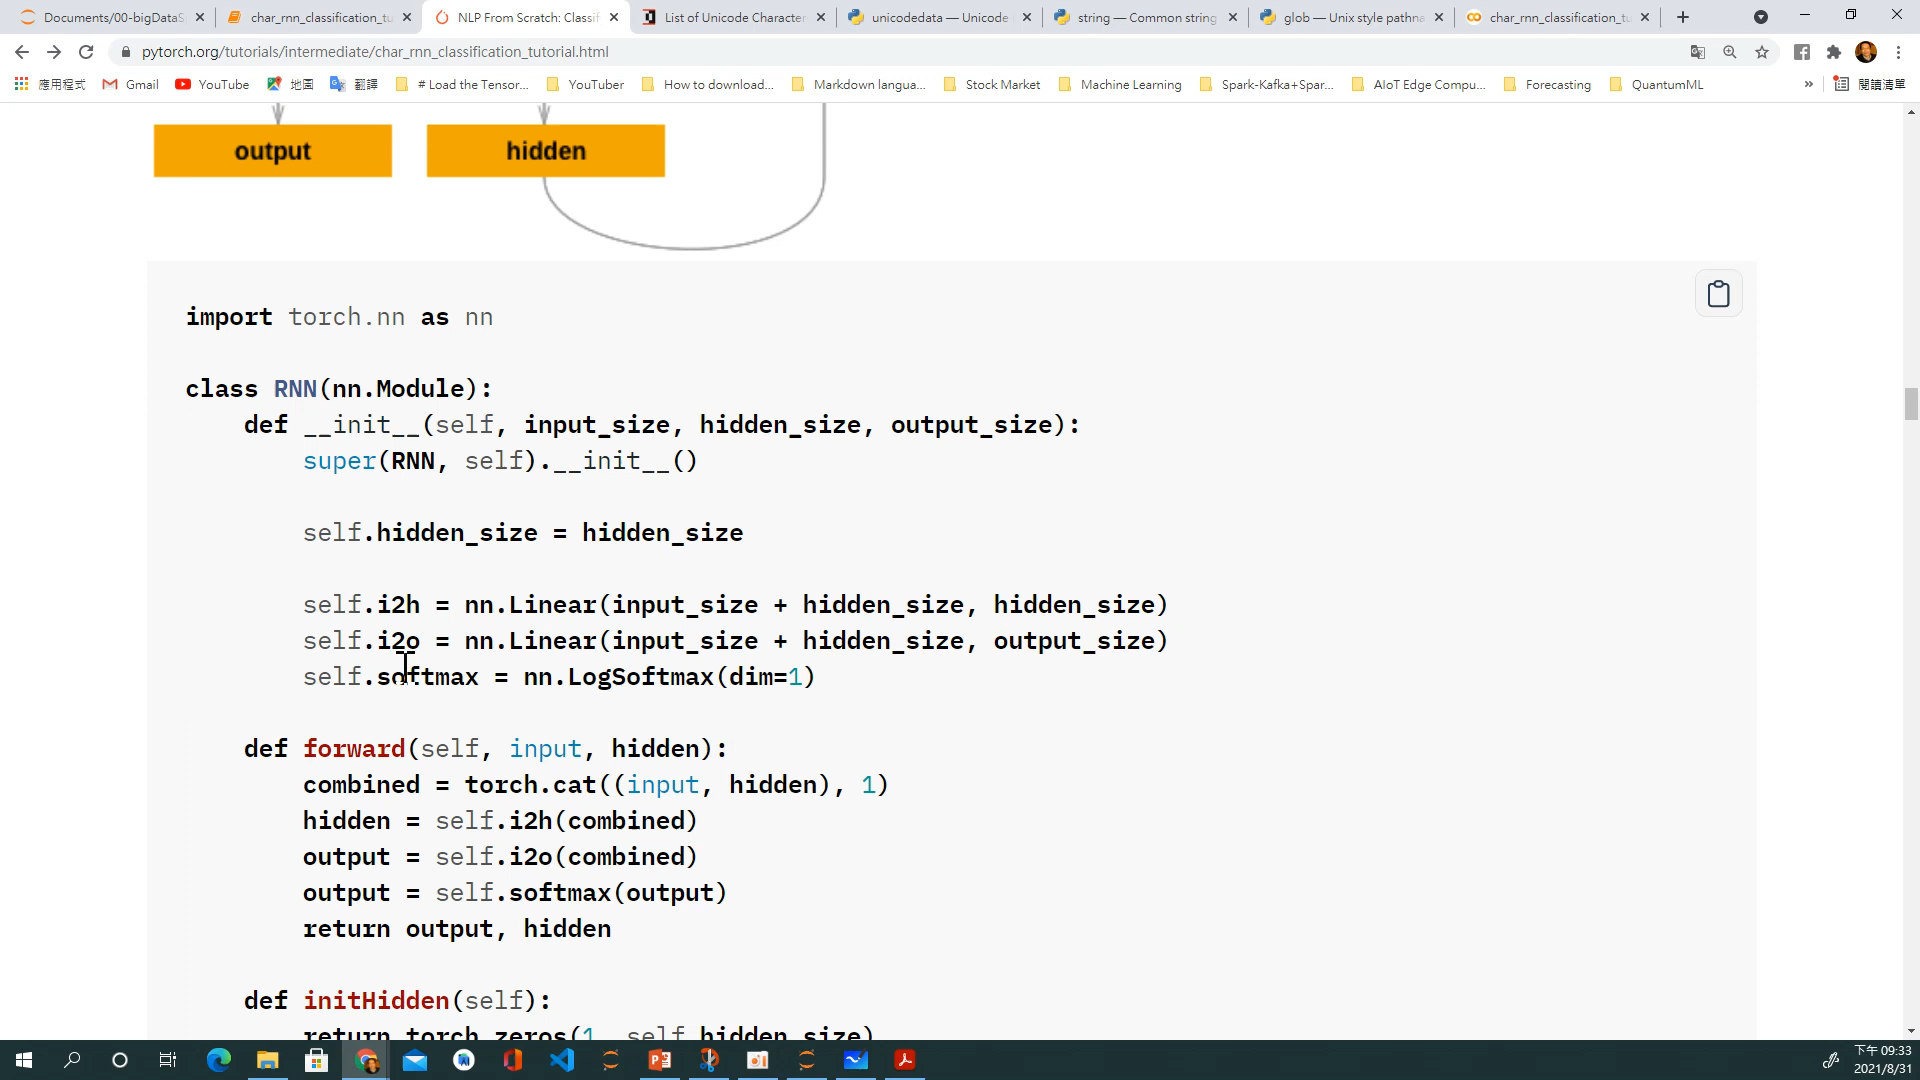 Documents/00-bigDataS
char_rnn_classification_tu
NLP From Scratch: Classif
List of Unicode Character
unicodedata — Unicode
string — Common string
glob — Unix style pathna
char_rnn_classification_tu
pytorch.org/tutorials/intermediate/char_rnn_classification_tutorial.html
應用程式
Gmail
YouTube
地圖
翻譯
# Load the Tensor...
YouTuber
How to download...
Markdown langua...
Stock Market
Machine Learning
Spark-Kafka+Spar...
AIoT Edge Compu...
Forecasting
QuantumML
»
閱讀清單
output
hidden
import torch.nn as nn
class RNN(nn.Module):
    def __init__(self, input_size, hidden_size, output_size):
        super(RNN, self).__init__()
        self.hidden_size = hidden_size
        self.i2h = nn.Linear(input_size + hidden_size, hidden_size)
        self.i2o = nn.Linear(input_size + hidden_size, output_size)
        self.softmax = nn.LogSoftmax(dim=1)
    def forward(self, input, hidden):
        combined = torch.cat((input, hidden), 1)
        hidden = self.i2h(combined)
        output = self.i2o(combined)
        output = self.softmax(output)
        return output, hidden
    def initHidden(self):
        return torch.zeros(1, self.hidden_size)
下午 09:33
2021/8/31